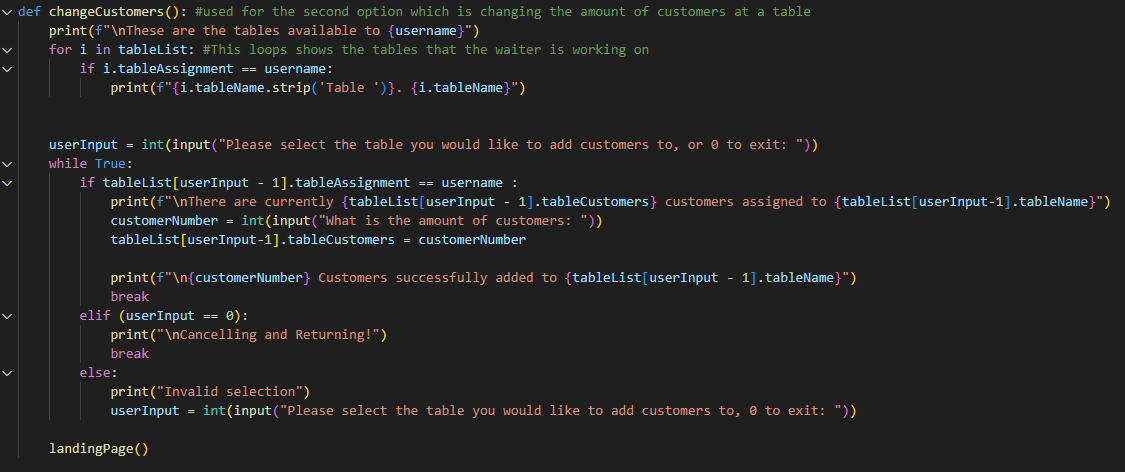 def changeCustomers(): #used for the second option which is changing the amount of customers at a table
    print(f"\nThese are the tables available to {username}")
    for i in tableList: #This loops shows the tables that the waiter is working on
        if i.tableAssignment == username:
            print(f"{i.tableName.strip('Table ')}. {i.tableName}")
    userInput = int(input("Please select the table you would like to add customers to, or 0 to exit: "))
    while True:
        if tableList[userInput - 1].tableAssignment == username :
            print(f"\nThere are currently {tableList[userInput - 1].tableCustomers} customers assigned to {tableList[userInput-1].tableName}")
            customerNumber = int(input("What is the amount of customers: "))
            tableList[userInput-1].tableCustomers = customerNumber
            print(f"\n{customerNumber} Customers successfully added to {tableList[userInput - 1].tableName}")
            break
        elif (userInput == 0):
            print("\nCancelling and Returning!")
            break
        else:
            print("Invalid selection")
            userInput = int(input("Please select the table you would like to add customers to, 0 to exit: "))
    landingPage()